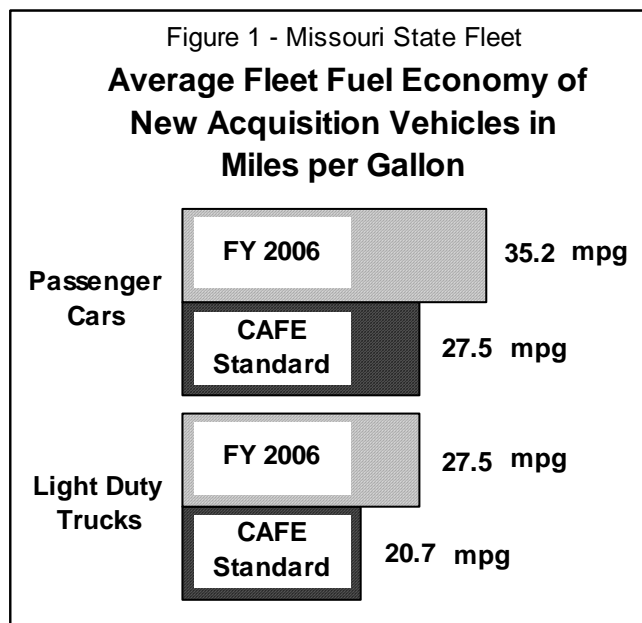 Figure 1 - Missouri State Fleet
Average Fleet Fuel Economy of
New Acquisition Vehicles in
Miles per Gallon
Passenger
Cars
FY 2006
35.2 mpg
CAFE
Standard
27.5 mpg
Light Duty
Trucks
FY 2006
27.5 mpg
CAFE
Standard
20.7 mpg